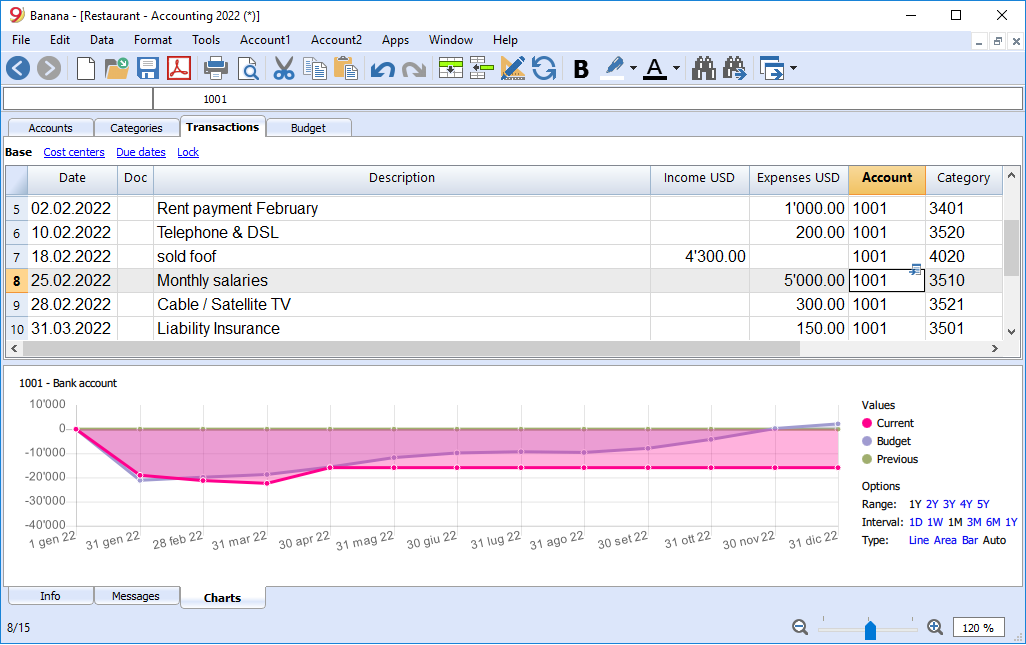 Banana - [Restaurant - Accounting 2022 (*)]
File Edit Data Format Tools Account1 Account2 Apps Window Help
1001
Accounts Categories Transactions Budget
Base Cost centers Due dates Lock
Date Doc Description Income USD Expenses USD Account Category
5 02.02.2022 Rent payment February 1'000.00 1001 3401
6 10.02.2022 Telephone & DSL 200.00 1001 3520
7 18.02.2022 sold foof 4'300.00 1001 4020
8 25.02.2022 Monthly salaries 5'000.00 1001 3510
9 28.02.2022 Cable / Satellite TV 300.00 1001 3521
10 31.03.2022 Liability Insurance 150.00 1001 3501
1001 - Bank account
10'000
0
-10'000
-20'000
-30'000
-40'000
1 gen 22 31 gen 22 28 feb 22 31 mar 22 30 apr 22 31 mag 22 30 giu 22 31 lug 22 31 ago 22 30 set 22 31 ott 22 30 nov 22 31 dic 22
Values
Current
Budget
Previous
Options
Range: 1Y 2Y 3Y 4Y 5Y
Interval: 1D 1W 1M 3M 6M 1Y
Type: Line Area Bar Auto
Info Messages Charts
8/15 120 %